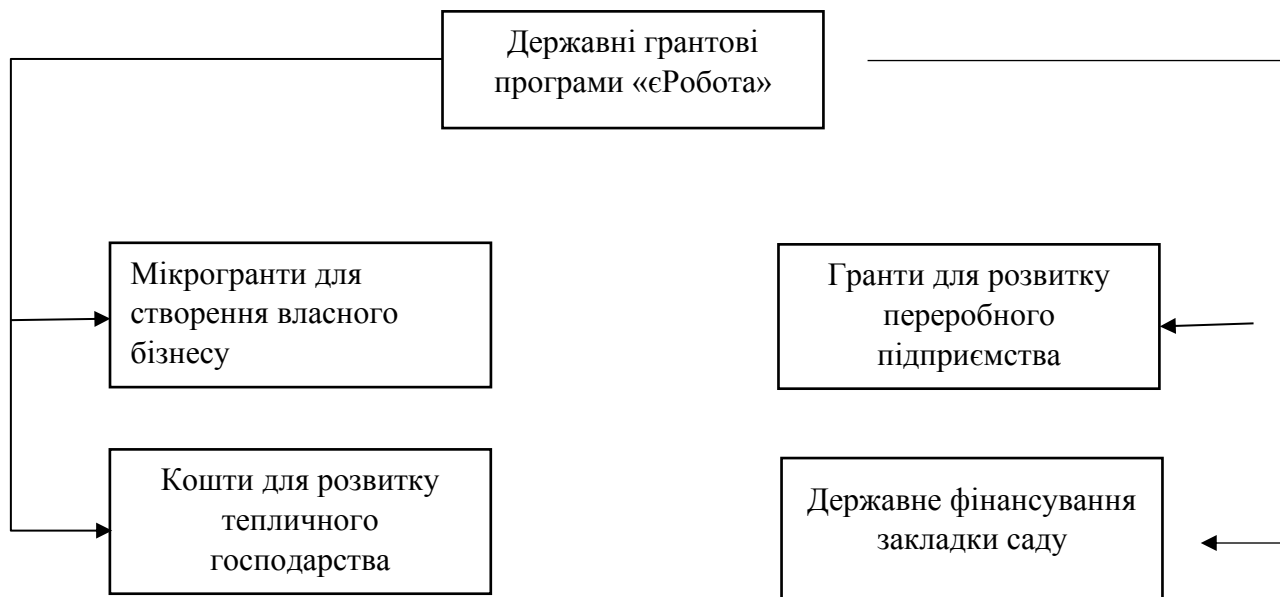 Державні грантові
програми «єРобота»
Мікрогранти для
створення власного
бізнесу
Гранти для розвитку
переробного
підприємства
Кошти для розвитку
тепличного
господарства
Державне фінансування
закладки саду